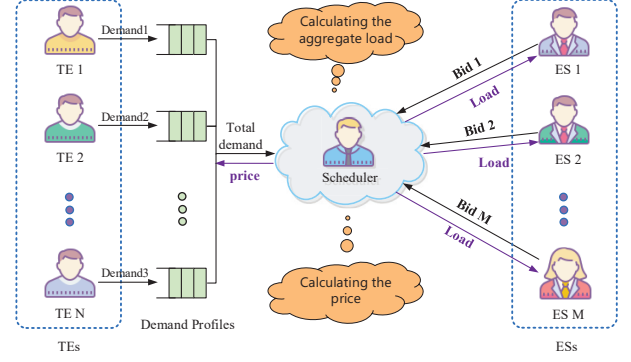 Calculating the
aggregate load
Demand1
TE 1
Bid 1
Load
ES 1
Demand2
TE 2
Total
demand
price
Scheduler
Bid 2
Load
ES 2
Bid M
Load
Demand3
TE N
Calculating the
price
ES M
Demand Profiles
TEs
ESs